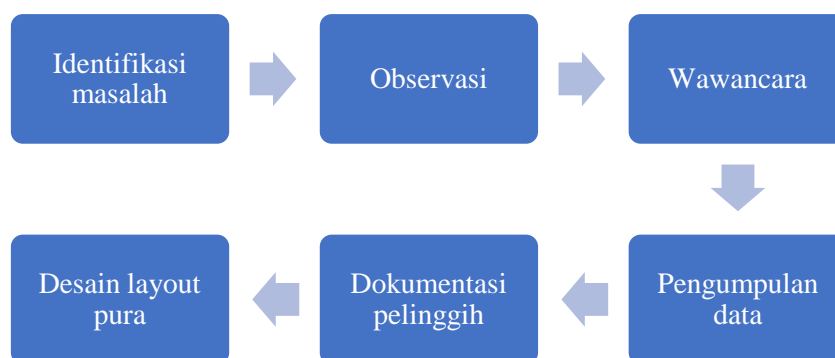 Identifikasi
masalah
Observasi
Wawancara
Pengumpulan
data
Dokumentasi
pelinggih
Desain layout
pura